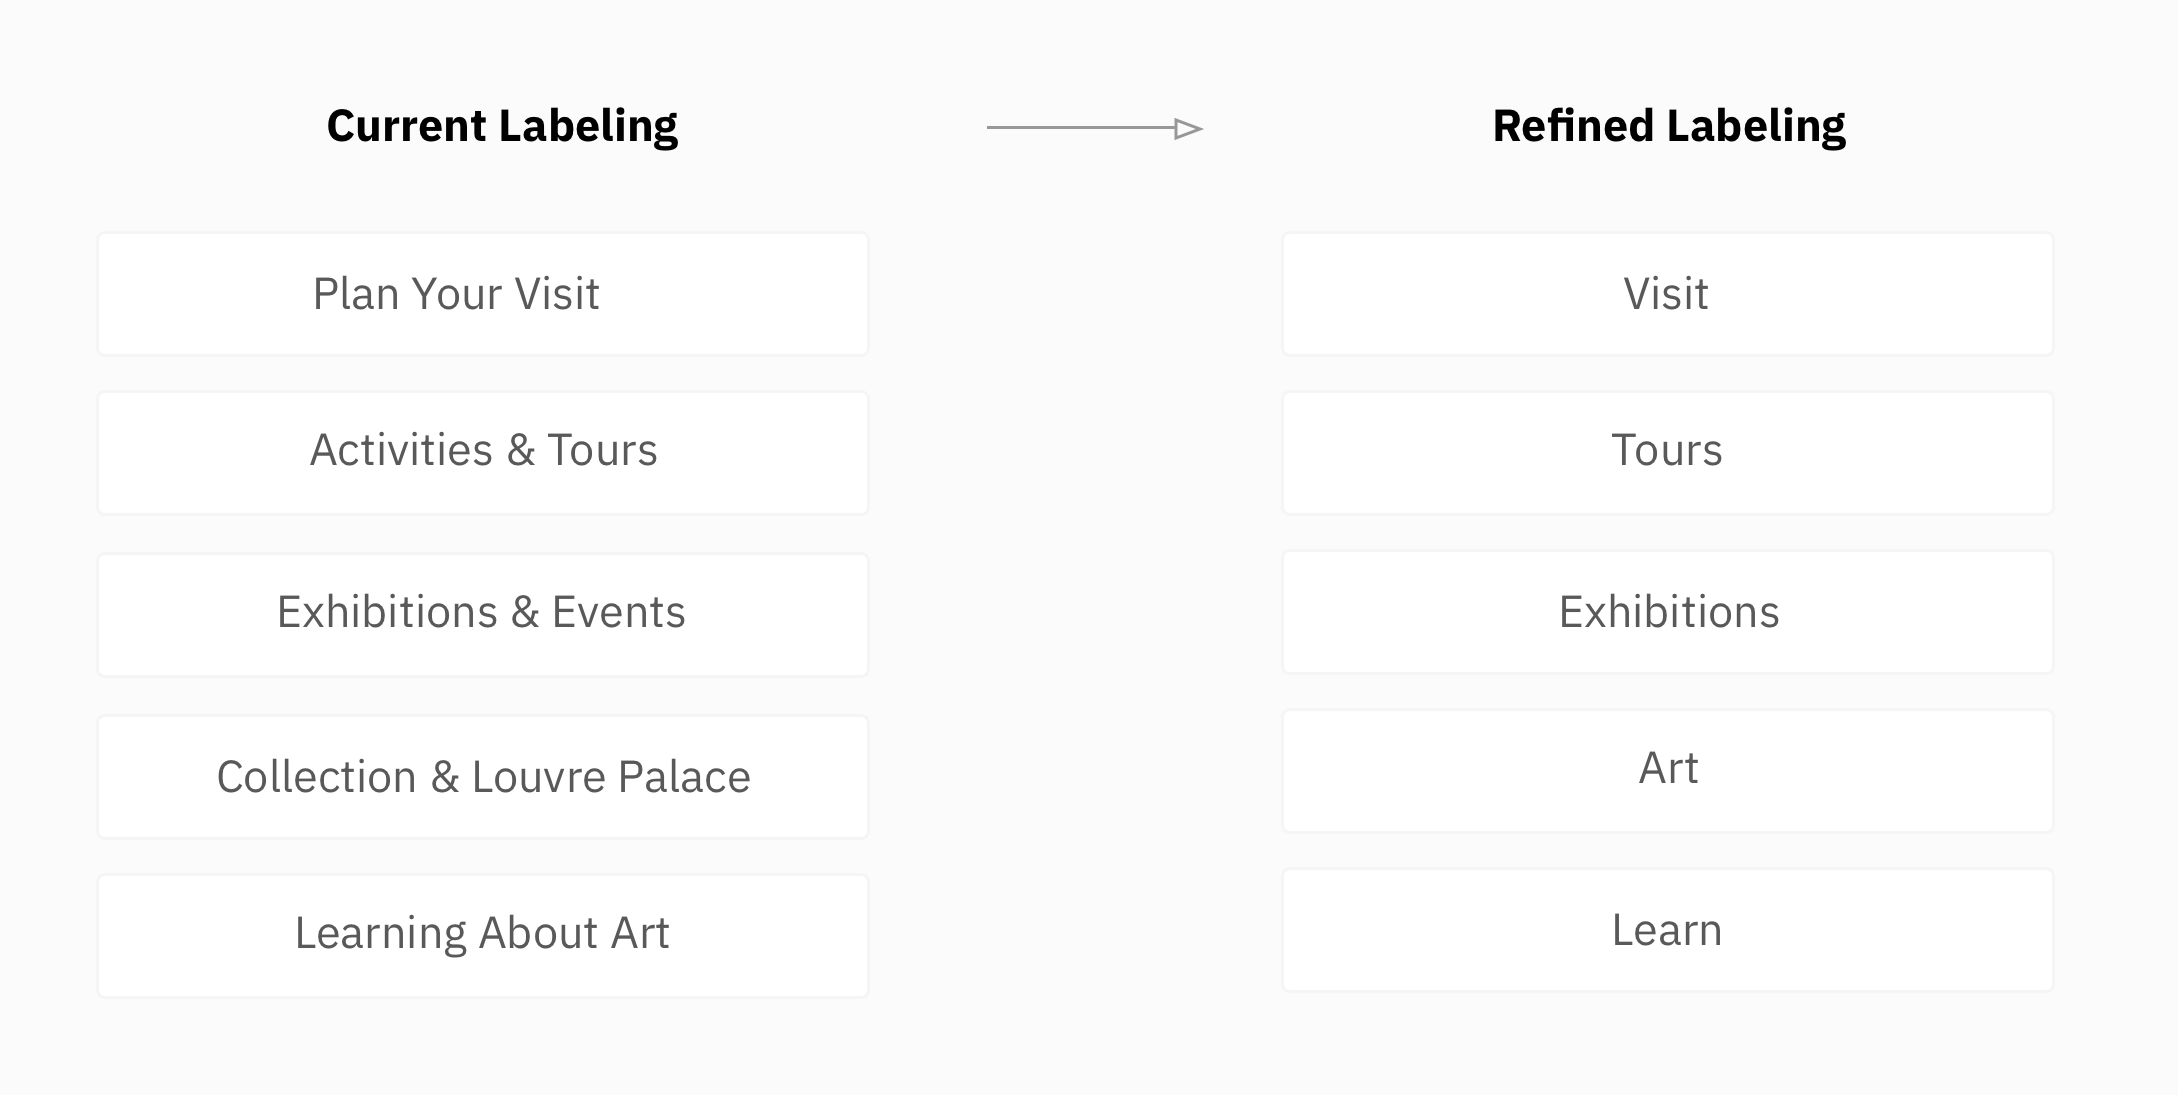 Current Labeling
Refined Labeling
Plan Your Visit
Visit
Activities & Tours
Tours
Exhibitions & Events
Exhibitions
Collection & Louvre Palace
Art
Learning About Art
Learn